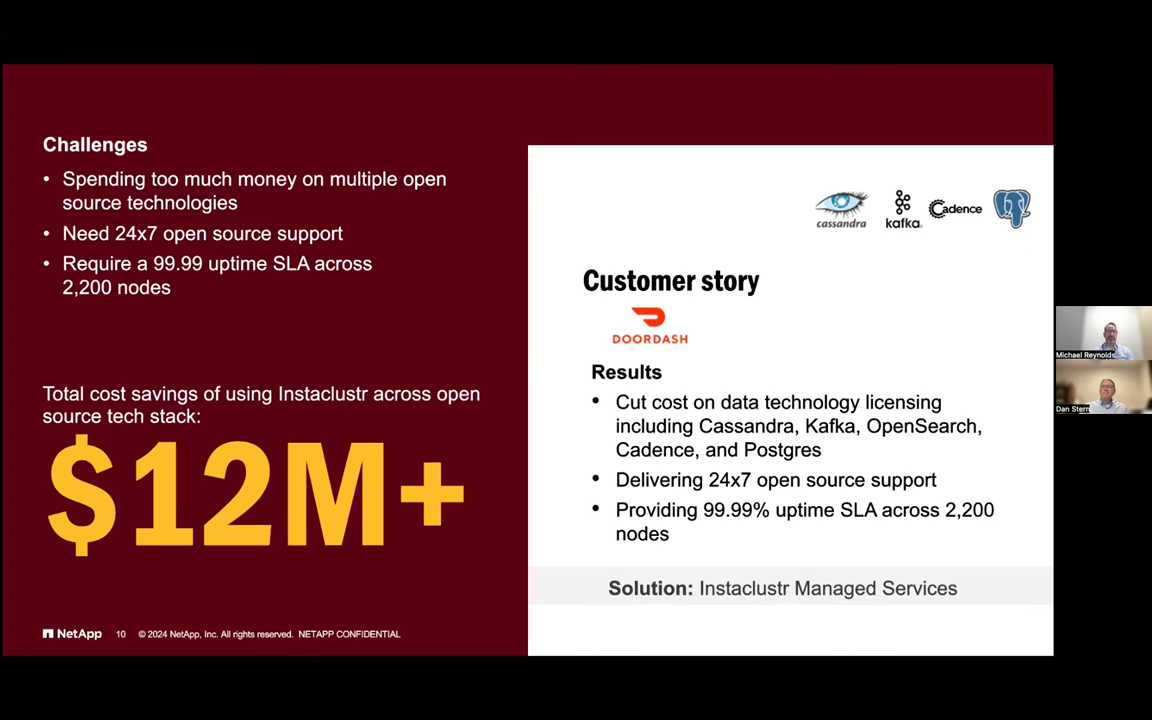 Challenges
• Spending too much money on multiple open
source technologies
• Need 24x7 open source support
• Require a 99.99 uptime SLA across
2,200 nodes
Total cost savings of using Instaclustr across open
source tech stack:
$12M+
NetApp 10 © 2024 NetApp, Inc. All rights reserved. NETAPP CONFIDENTIAL
cassandra kafka. cadence
Customer story
DOORDASH
Results
• Cut cost on data technology licensing
including Cassandra, Kafka, OpenSearch,
Cadence, and Postgres
• Delivering 24x7 open source support
• Providing 99.99% uptime SLA across 2,200
nodes
Solution: Instaclustr Managed Services
Michael Reynolds
Dan Stern